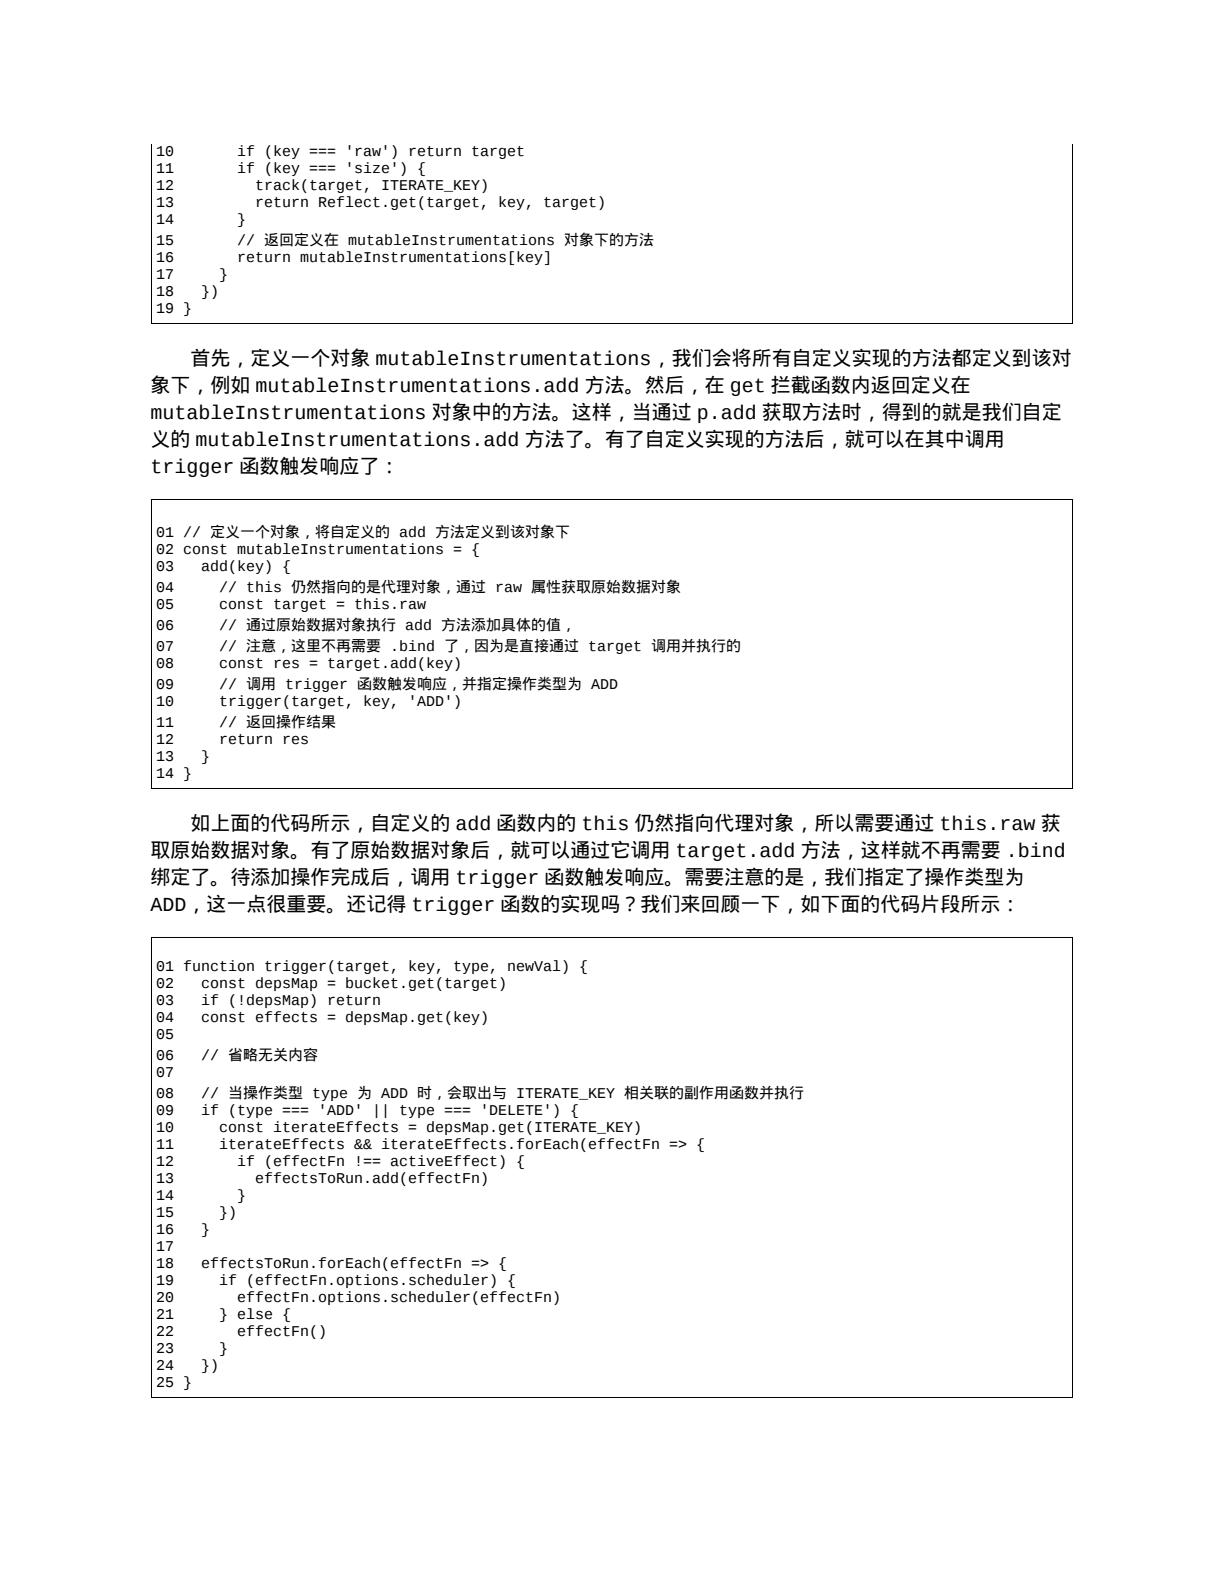 10       if (key === 'raw') return target
11       if (key === 'size') {
12         track(target, ITERATE_KEY)
13         return Reflect.get(target, key, target)
14       }
15       // 返回定义在 mutableInstrumentations 对象下的方法
16       return mutableInstrumentations[key]
17     }
18   })
19 }
首先，定义一个对象 mutableInstrumentations，我们会将所有自定义实现的方法都定义到该对
象下，例如 mutableInstrumentations.add 方法。然后，在 get 拦截函数内返回定义在
mutableInstrumentations 对象中的方法。这样，当通过 p.add 获取方法时，得到的就是我们自定
义的 mutableInstrumentations.add 方法了。有了自定义实现的方法后，就可以在其中调用
trigger 函数触发响应了：
01 // 定义一个对象，将自定义的 add 方法定义到该对象下
02 const mutableInstrumentations = {
03   add(key) {
04     // this 仍然指向的是代理对象，通过 raw 属性获取原始数据对象
05     const target = this.raw
06     // 通过原始数据对象执行 add 方法添加具体的值，
07     // 注意，这里不再需要 .bind 了，因为是直接通过 target 调用并执行的
08     const res = target.add(key)
09     // 调用 trigger 函数触发响应，并指定操作类型为 ADD
10     trigger(target, key, 'ADD')
11     // 返回操作结果
12     return res
13   }
14 }
如上面的代码所示，自定义的 add 函数内的 this 仍然指向代理对象，所以需要通过 this.raw 获
取原始数据对象。有了原始数据对象后，就可以通过它调用 target.add 方法，这样就不再需要 .bind
绑定了。待添加操作完成后，调用 trigger 函数触发响应。需要注意的是，我们指定了操作类型为
ADD，这一点很重要。还记得 trigger 函数的实现吗？我们来回顾一下，如下面的代码片段所示：
01 function trigger(target, key, type, newVal) {
02   const depsMap = bucket.get(target)
03   if (!depsMap) return
04   const effects = depsMap.get(key)
05
06   // 省略无关内容
07
08   // 当操作类型 type 为 ADD 时，会取出与 ITERATE_KEY 相关联的副作用函数并执行
09   if (type === 'ADD' || type === 'DELETE') {
10     const iterateEffects = depsMap.get(ITERATE_KEY)
11     iterateEffects && iterateEffects.forEach(effectFn => {
12       if (effectFn !== activeEffect) {
13         effectsToRun.add(effectFn)
14       }
15     })
16   }
17
18   effectsToRun.forEach(effectFn => {
19     if (effectFn.options.scheduler) {
20       effectFn.options.scheduler(effectFn)
21     } else {
22       effectFn()
23     }
24   })
25 }